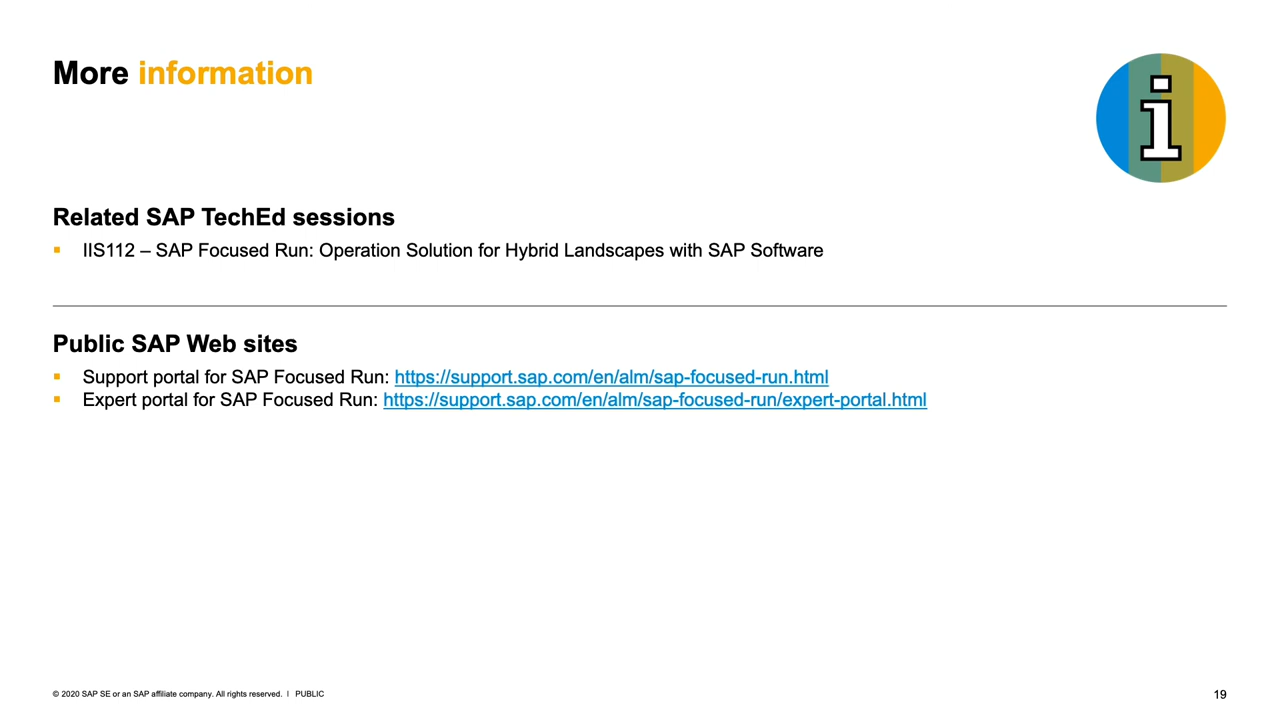 More information
i
Related SAP TechEd sessions
▪ IIS112 – SAP Focused Run: Operation Solution for Hybrid Landscapes with SAP Software
Public SAP Web sites
▪ Support portal for SAP Focused Run: https://support.sap.com/en/alm/sap-focused-run.html
▪ Expert portal for SAP Focused Run: https://support.sap.com/en/alm/sap-focused-run/expert-portal.html
© 2020 SAP SE or an SAP affiliate company. All rights reserved. | PUBLIC
19